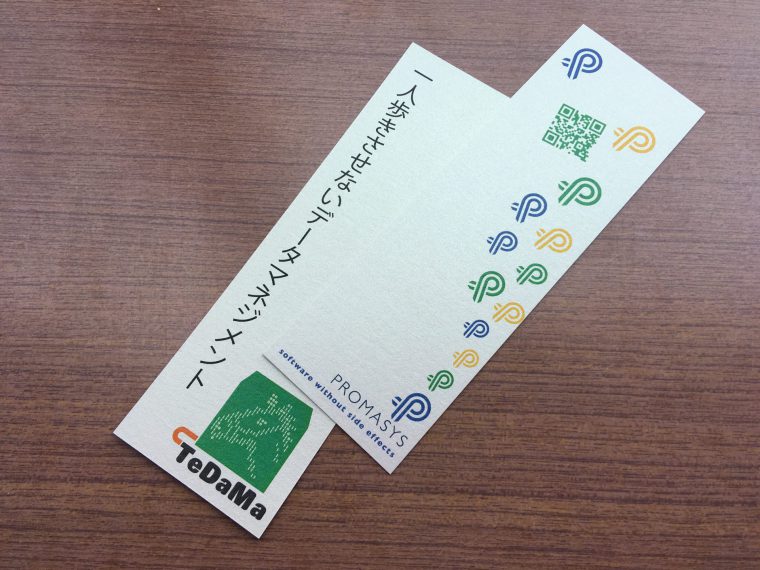 一人歩きさせないデータマネジメント
TeDaMa
PROMASYS
software without side effects